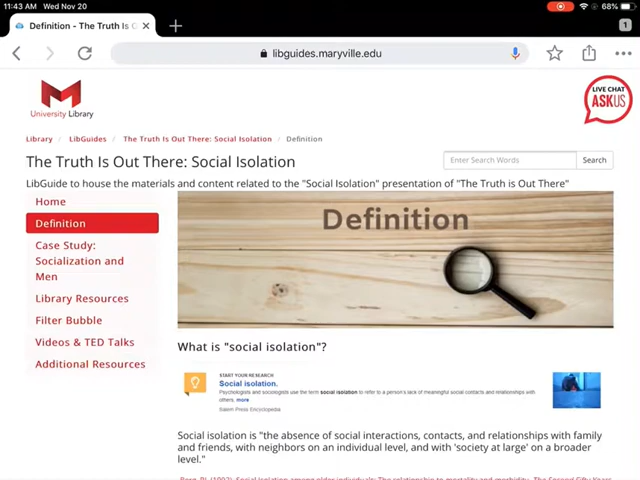 11:43 AM Wed Nov 20
68%
Definition - The Truth Is O
1
libguides.maryville.edu
University Library
LIVE CHAT
ASK US
Library / LibGuides / The Truth Is Out There: Social Isolation / Definition
The Truth Is Out There: Social Isolation
Enter Search Words
Search
LibGuide to house the materials and content related to the "Social Isolation" presentation of "The Truth is Out There"
Home
Definition
Case Study:
Socialization and
Men
Library Resources
Filter Bubble
Videos & TED Talks
Additional Resources
Definition
What is "social isolation"?
START YOUR RESEARCH
Social isolation.
Psychologists and sociologists use the term social isolation to refer to a person's lack of meaningful social contacts and relationships with
others, more
Salem Press Encyclopedia
Social isolation is "the absence of social interactions, contacts, and relationships with family
and friends, with neighbors on an individual level, and with 'society at large' on a broader
level."